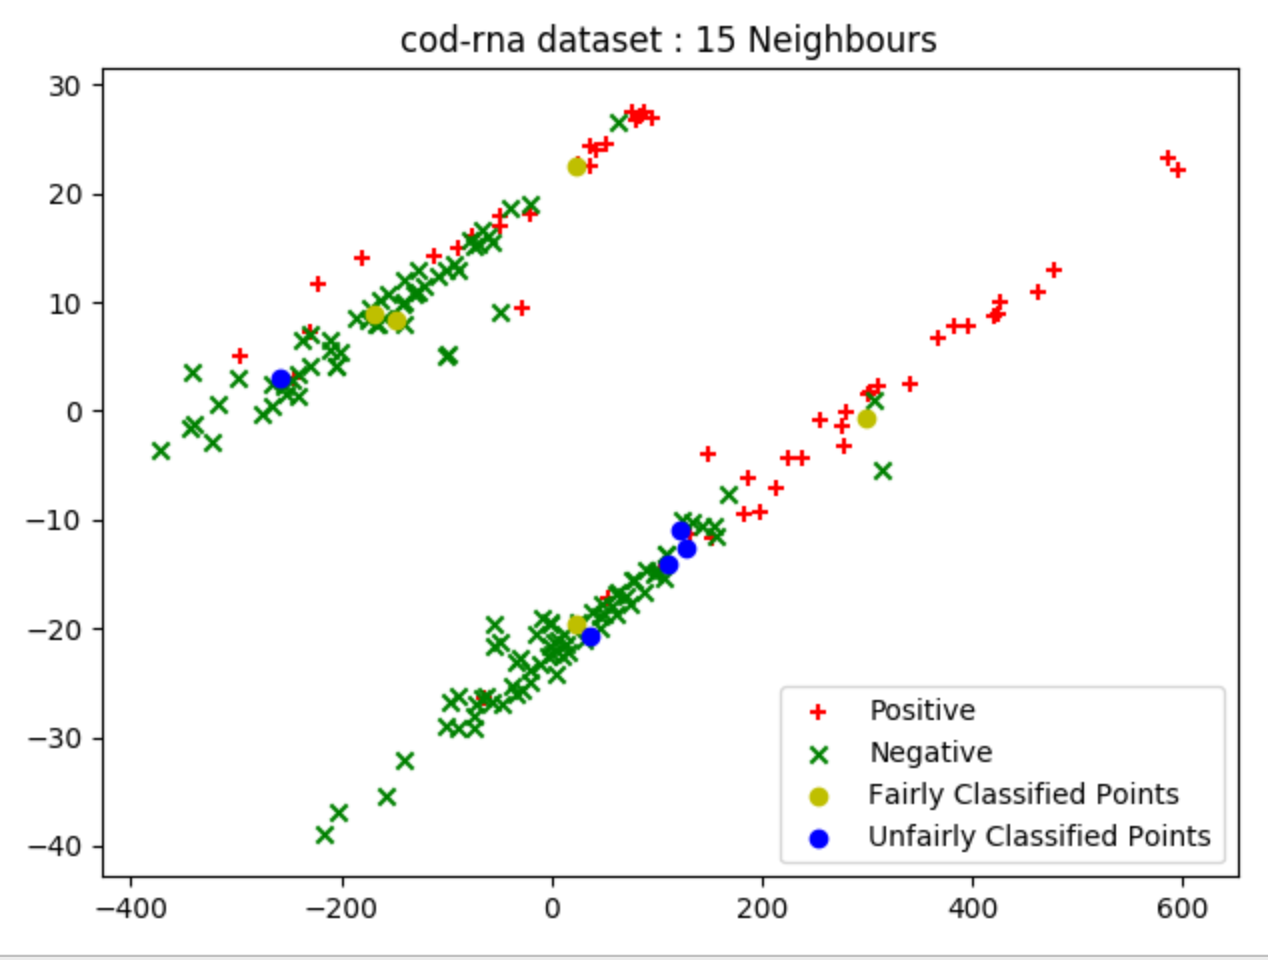 cod-rna dataset : 15 Neighbours
30
20
10
0
−10
−20
−30
−40
Positive
Negative
Fairly Classified Points
Unfairly Classified Points
−400 −200 0 200 400 600